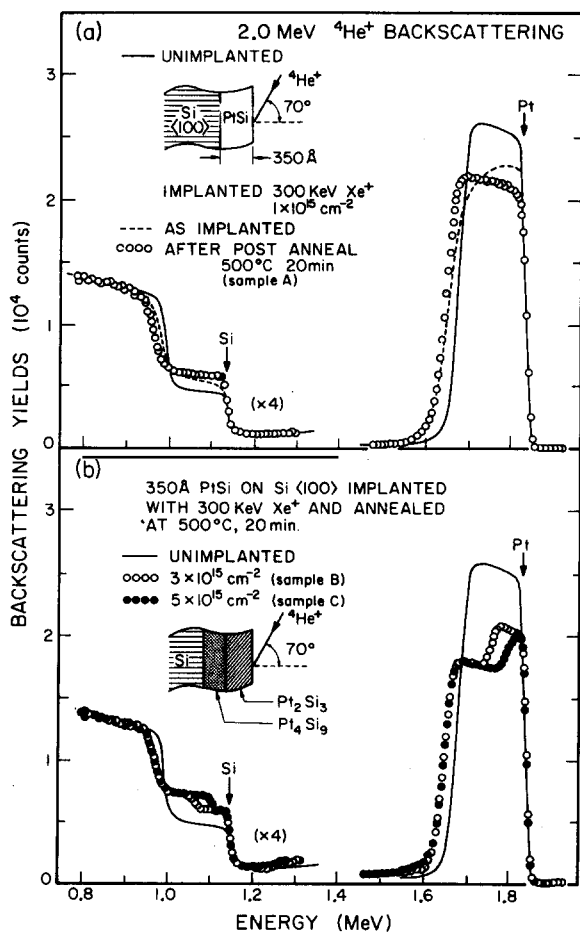 (a) 2.0 MeV ⁴He⁺ BACKSCATTERING
UNIMPLANTED
⁴He⁺
70°
Si
⟨100⟩
PtSi
350Å
IMPLANTED 300 KeV Xe⁺
1×10¹⁵ cm⁻²
AS IMPLANTED
AFTER POST ANNEAL
500°C 20min
(sample A)
Pt
Si
(×4)
3
2
1
0
(b)
350Å PtSi ON Si ⟨100⟩ IMPLANTED
WITH 300 KeV Xe⁺ AND ANNEALED
AT 500°C, 20 min.
UNIMPLANTED
3×10¹⁵ cm⁻² (sample B)
5×10¹⁵ cm⁻² (sample C)
⁴He⁺
70°
Si
Pt₂Si₃
Pt₄Si₉
Pt
Si
(×4)
3
2
1
0
0.8 1.0 1.2 1.4 1.6 1.8
ENERGY (MeV)
BACKSCATTERING YIELDS (10⁴ counts)